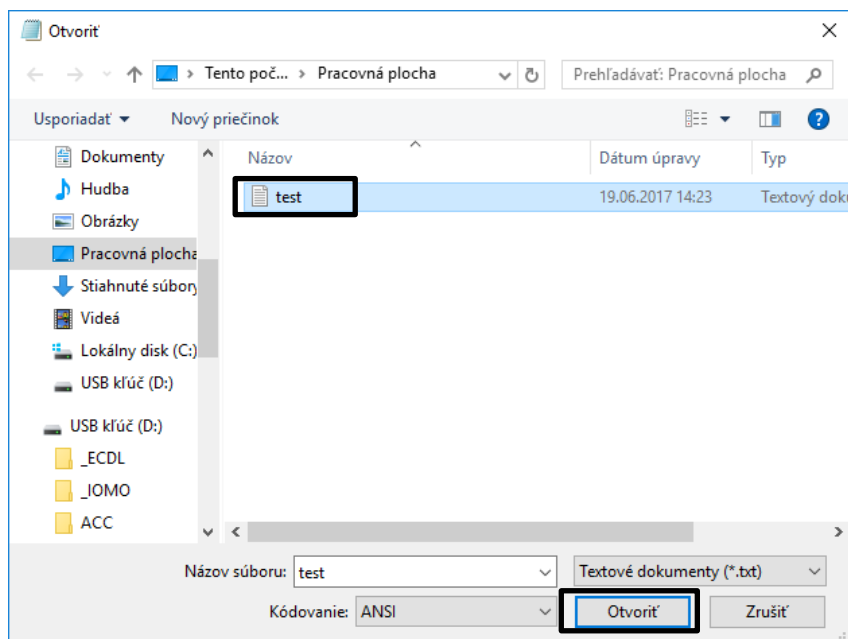 Otvoriť
Tento poč... > Pracovná plocha
Prehľadávať: Pracovná plocha
Usporiadať
Nový priečinok
Názov
Dátum úpravy
Typ
Dokumenty
Hudba
Obrázky
Pracovná plocha
Stiahnuté súbory
Videá
Lokálny disk (C:)
USB kľúč (D:)
USB kľúč (D:)
_ECDL
_IOMO
ACC
test
19.06.2017 14:23
Textový doku
Názov súboru: test
Textové dokumenty (*.txt)
Kódovanie: ANSI
Otvoriť
Zrušiť